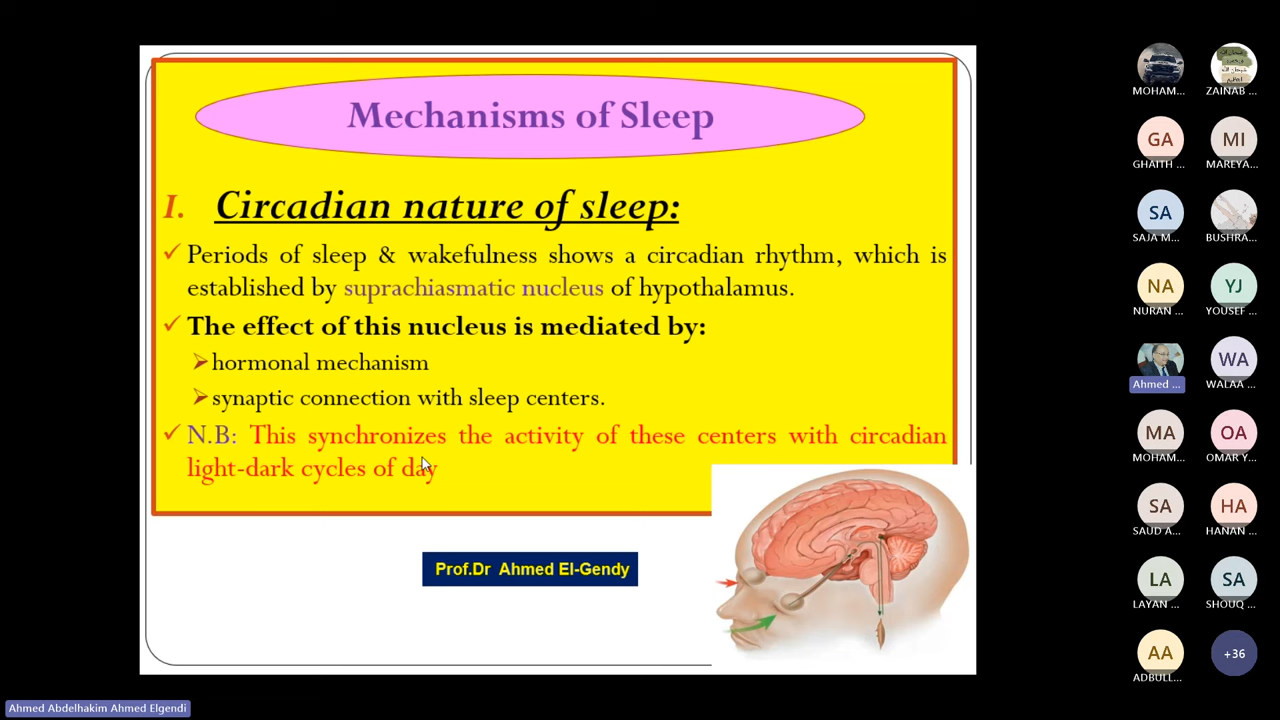 Mechanisms of Sleep
I. Circadian nature of sleep:
✓ Periods of sleep & wakefulness shows a circadian rhythm, which is
established by suprachiasmatic nucleus of hypothalamus.
✓ The effect of this nucleus is mediated by:
➢ hormonal mechanism
➢ synaptic connection with sleep centers.
✓ N.B: This synchronizes the activity of these centers with circadian
light-dark cycles of day
Prof.Dr Ahmed El-Gendy
MOHAM...
ZAINAB ...
GA
MI
GHAITH ...
MAREYA...
SA
SAJA M...
BUSHRA...
NA
YJ
NURAN ...
YOUSEF ...
WA
Ahmed ...
WALAA ...
MA
OA
MOHAM...
OMAR Y...
SA
HA
SAUD A...
HANAN ...
LA
SA
LAYAN ...
SHOUQ ...
AA
+36
ADBULL...
Ahmed Abdelhakim Ahmed Elgendi